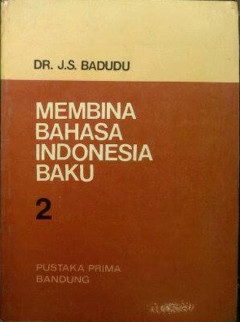 DR. J.S. BADUDU
MEMBINA
BAHASA
INDONESIA
BAKU
2
PUSTAKA PRIMA
BANDUNG